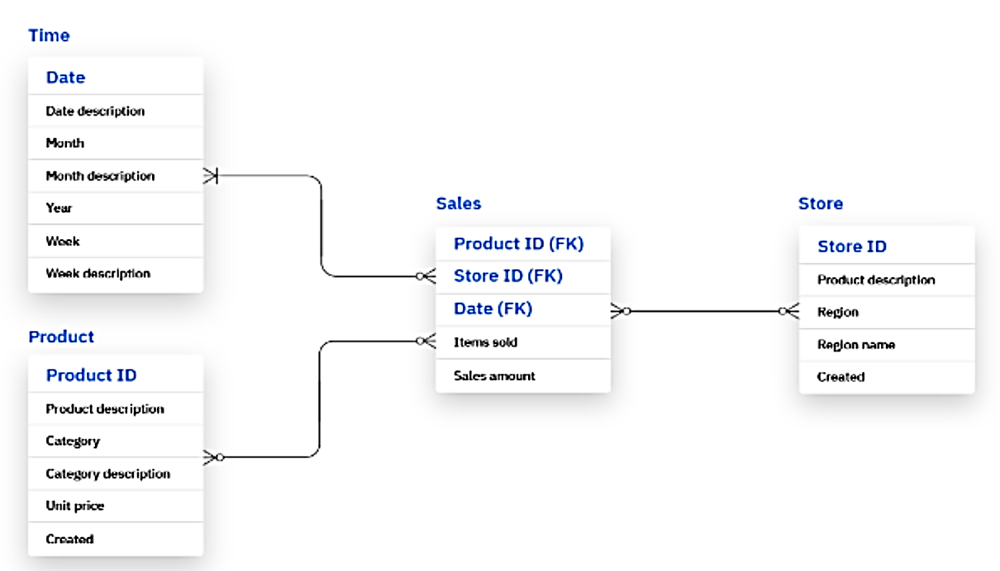 Time
Date
Date description
Month
Month description
Year
Week
Week description
Product
Product ID
Product description
Category
Category description
Unit price
Created
Sales
Product ID (FK)
Store ID (FK)
Date (FK)
Items sold
Sales amount
Store
Store ID
Product description
Region
Region name
Created